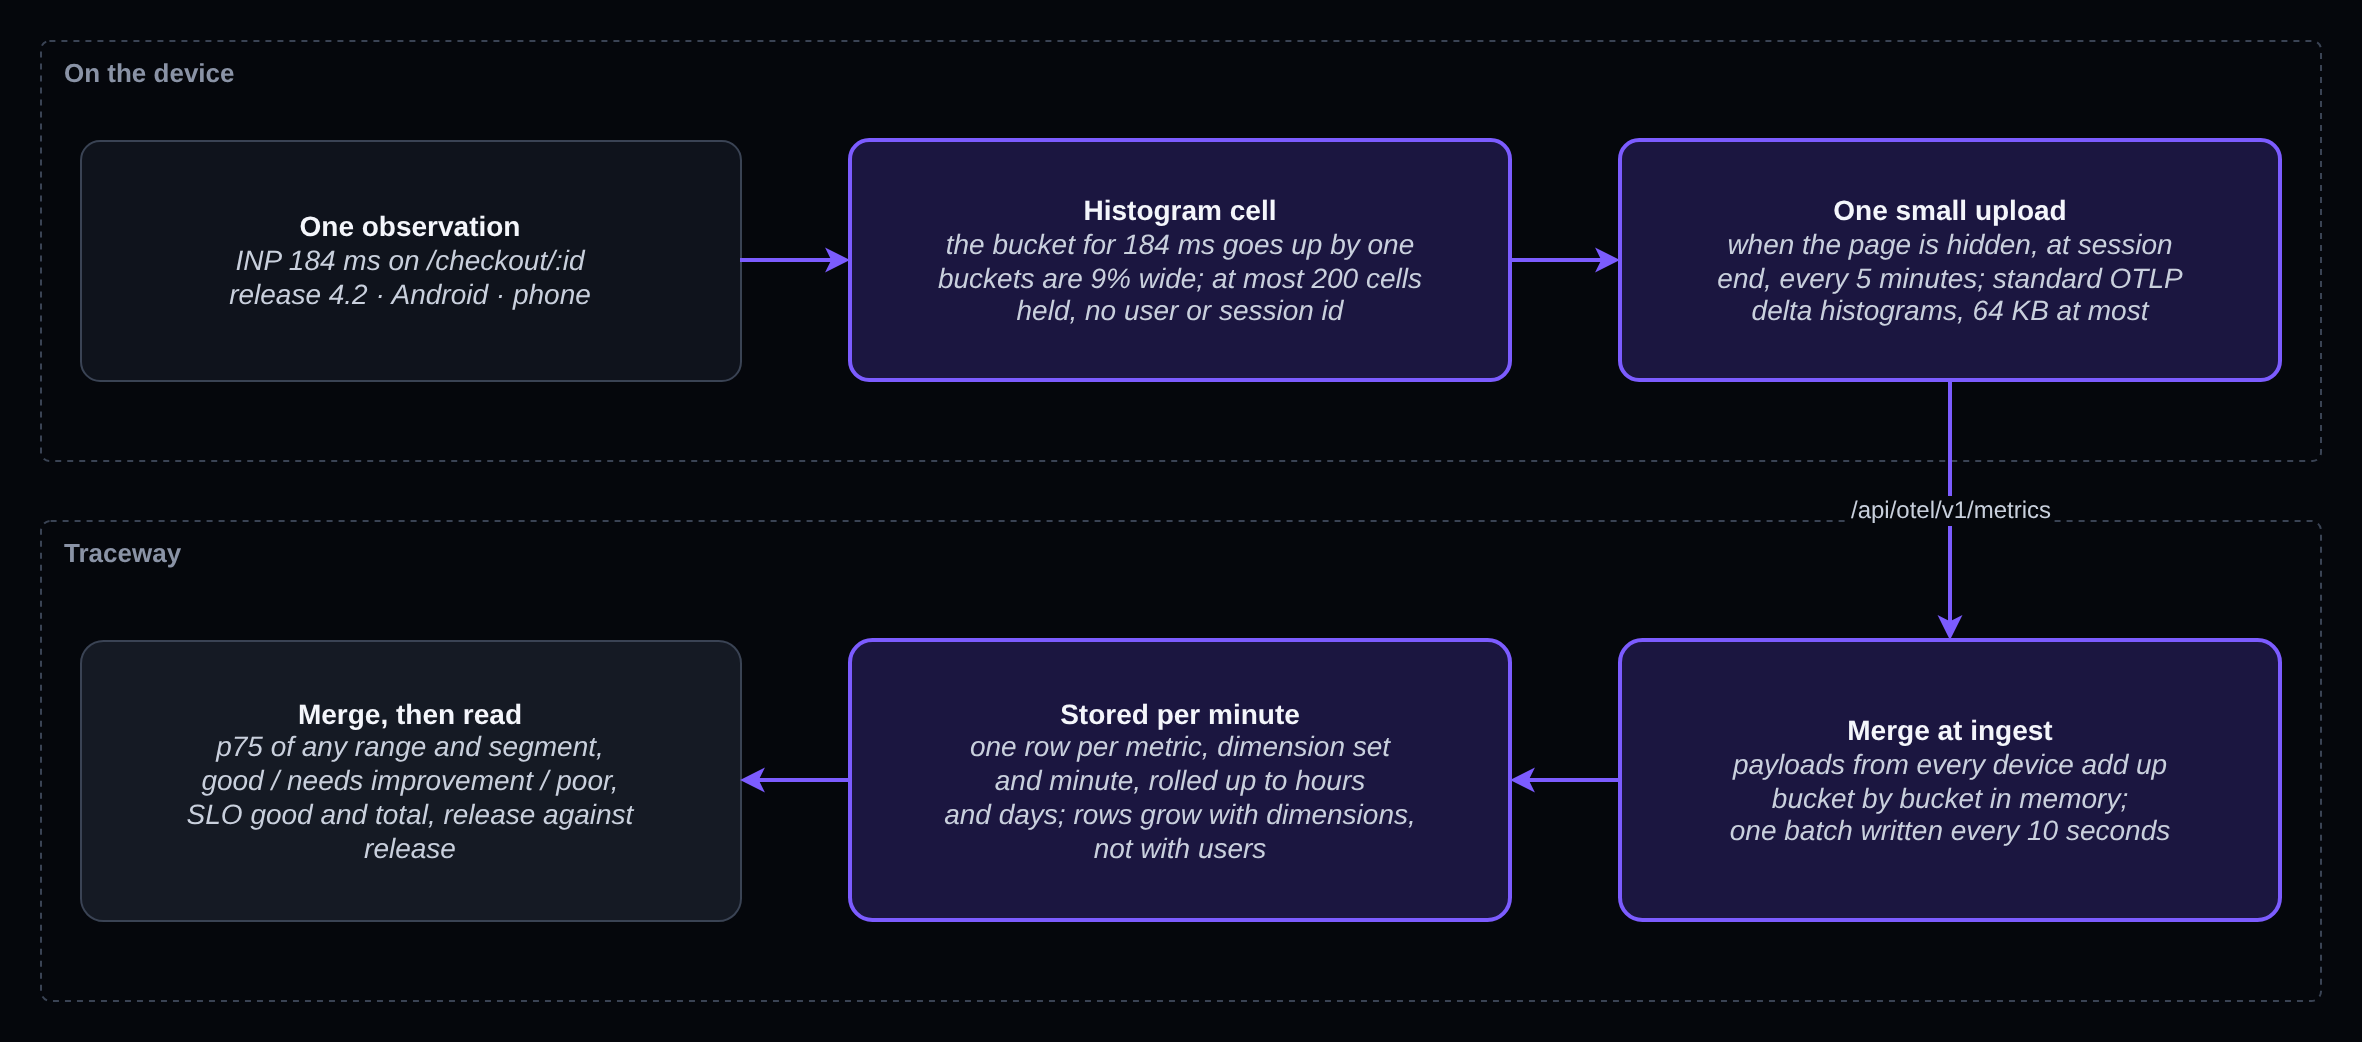 On the device
One observation
INP 184 ms on /checkout/:id
release 4.2 · Android · phone
Histogram cell
the bucket for 184 ms goes up by one
buckets are 9% wide; at most 200 cells
held, no user or session id
One small upload
when the page is hidden, at session
end, every 5 minutes; standard OTLP
delta histograms, 64 KB at most
/api/otel/v1/metrics
Traceway
Merge, then read
p75 of any range and segment,
good / needs improvement / poor,
SLO good and total, release against
release
Stored per minute
one row per metric, dimension set
and minute, rolled up to hours
and days; rows grow with dimensions,
not with users
Merge at ingest
payloads from every device add up
bucket by bucket in memory;
one batch written every 10 seconds